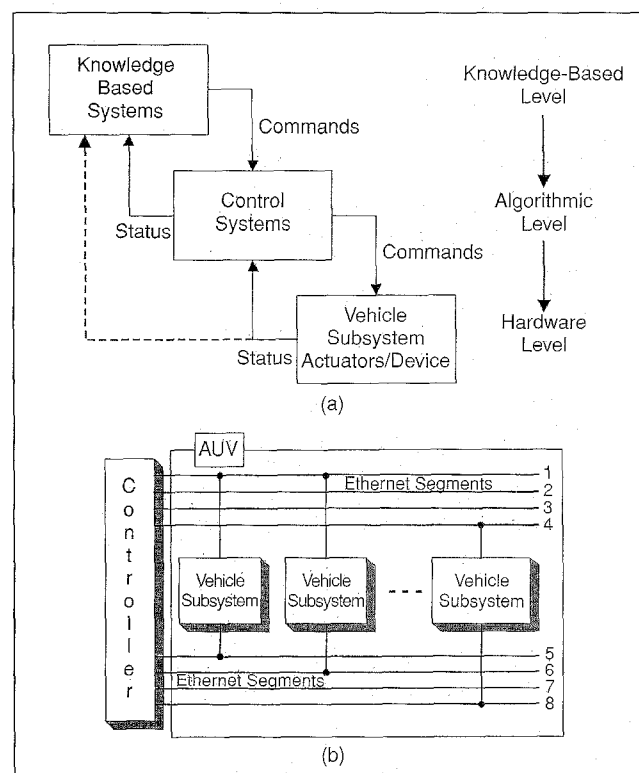 Knowledge
Based
Systems
Knowledge-Based
Level
Commands
Control
Systems
Status
Algorithmic
Level
Commands
Vehicle
Subsystem
Actuators/Device
Status
Hardware
Level
(a)
AUV
Controller
Ethernet Segments
1
2
3
4
Vehicle
Subsystem
Vehicle
Subsystem
Vehicle
Subsystem
5
6
Ethernet Segments
7
8
(b)